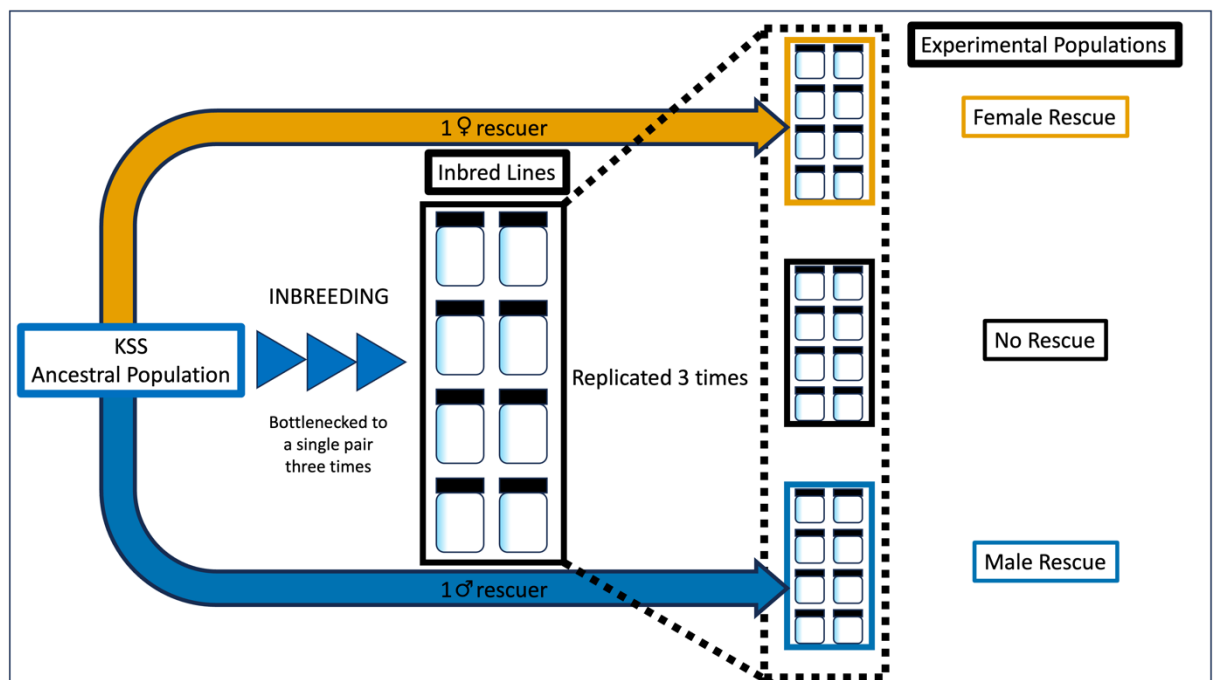 Experimental Populations
1 ♀ rescuer
Female Rescue
Inbred Lines
INBREEDING
KSS
Ancestral Population
Replicated 3 times
No Rescue
Bottlenecked to
a single pair
three times
Male Rescue
1 ♂ rescuer